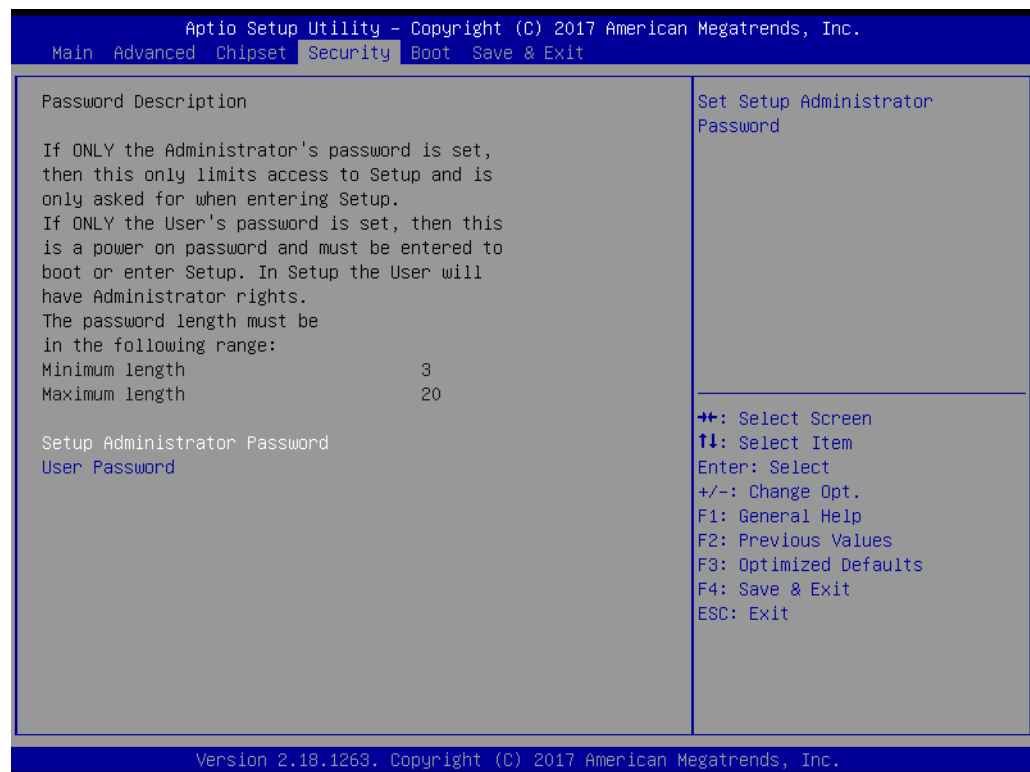 Aptio Setup Utility – Copyright (C) 2017 American Megatrends, Inc.
Main Advanced Chipset Security Boot Save & Exit
Password Description
If ONLY the Administrator's password is set,
then this only limits access to Setup and is
only asked for when entering Setup.
If ONLY the User's password is set, then this
is a power on password and must be entered to
boot or enter Setup. In Setup the User will
have Administrator rights.
The password length must be
in the following range:
Minimum length 3
Maximum length 20
Setup Administrator Password
User Password
Set Setup Administrator
Password
→←: Select Screen
↑↓: Select Item
Enter: Select
+/-: Change Opt.
F1: General Help
F2: Previous Values
F3: Optimized Defaults
F4: Save & Exit
ESC: Exit
Version 2.18.1263. Copyright (C) 2017 American Megatrends, Inc.